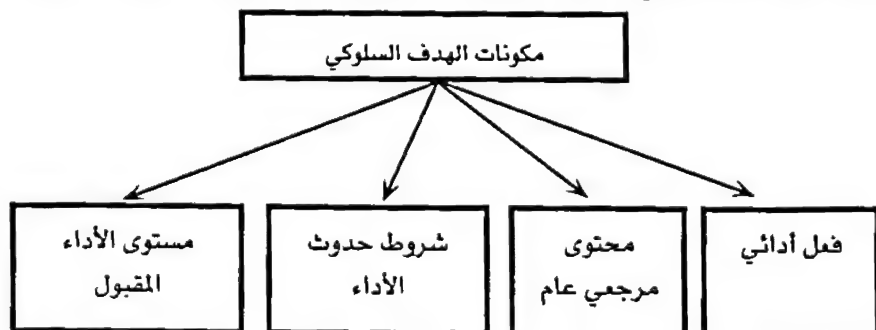 مكونات الهدف السلوكي
فعل أدائي
محتوى
مرجعي عام
شروط حدوث
الأداء
مستوى الأداء
المقبول